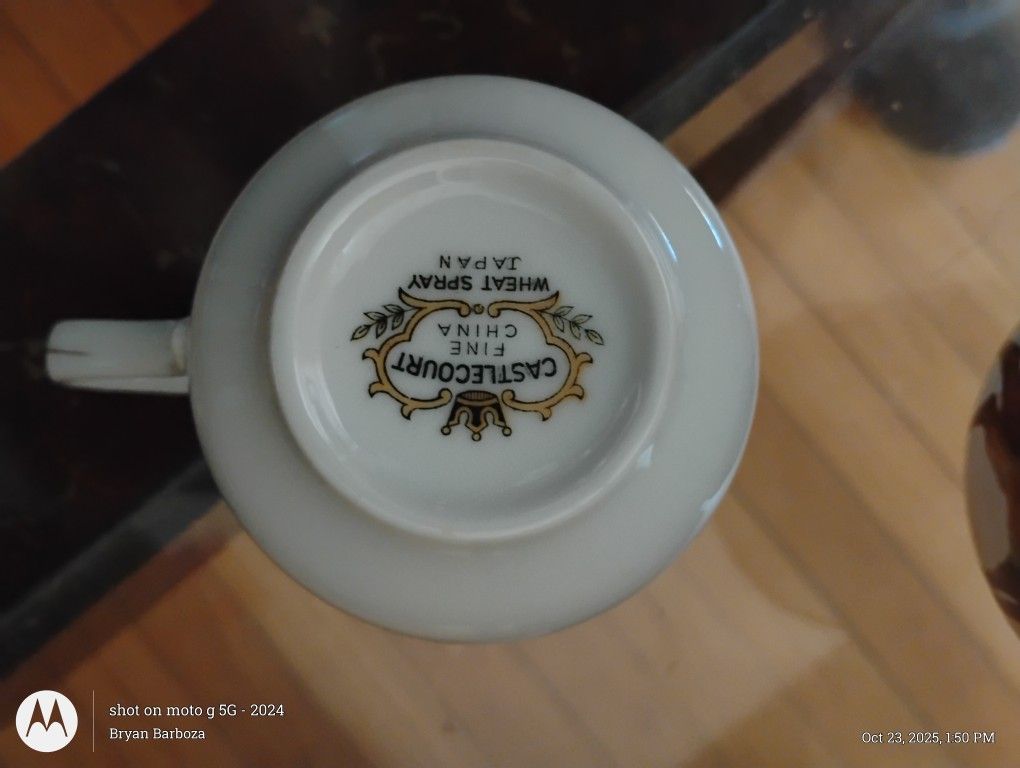 CASTLECOURT
FINE
CHINA
WHEAT SPRAY
JAPAN
shot on moto g 5G - 2024
Bryan Barboza
Oct 23, 2025, 1:50 PM